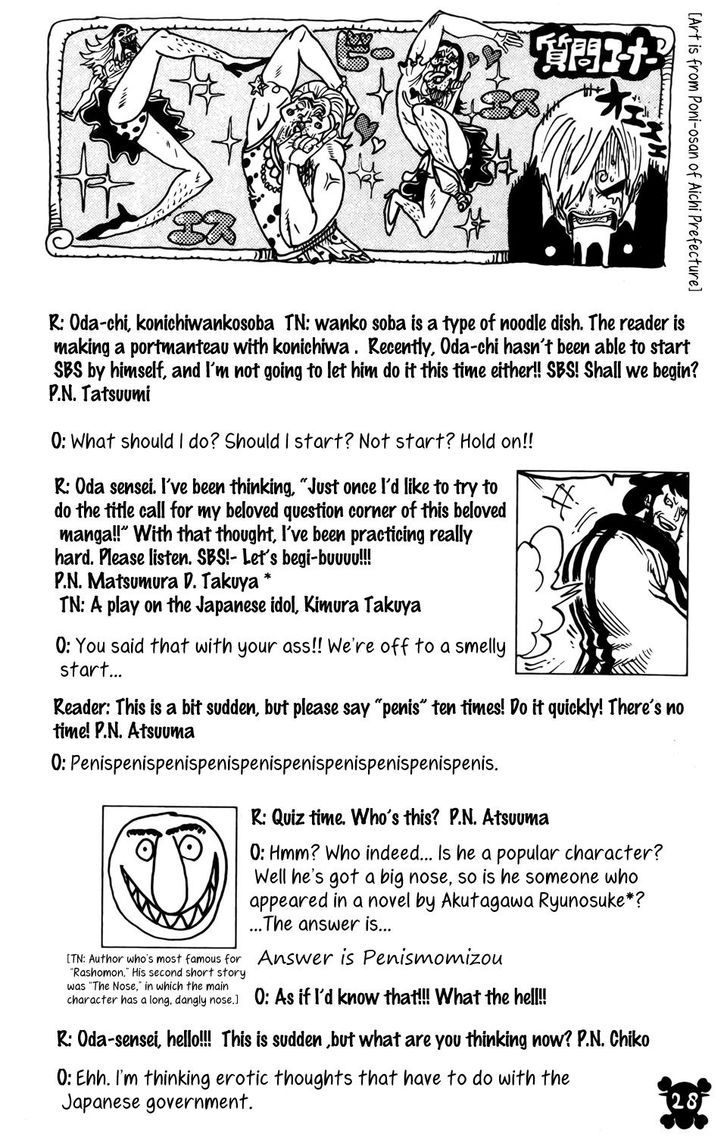 ビー
エス
エス
質問コーナー
オエェェ
[Art is from Poni-osan of Aichi Prefecture]
R: Oda-chi, konichiwankosoba TN: wanko soba is a type of noodle dish. The reader is
making a portmanteau with konichiwa . Recently, Oda-chi hasn't been able to start
SBS by himself, and I'm not going to let him do it this time either!! SBS! Shall we begin?
P.N. Tatsuumi
O: What should I do? Should I start? Not start? Hold on!!
R: Oda sensei. I've been thinking, "Just once I'd like to try to
do the title call for my beloved question corner of this beloved
manga!!" With that thought, I've been practicing really
hard. Please listen. SBS!- Let's begi-buuuu!!!
P.N. Matsumura D. Takuya *
TN: A play on the Japanese idol, Kimura Takuya
O: You said that with your ass!! We're off to a smelly
start...
Reader: This is a bit sudden, but please say "penis" ten times! Do it quickly! There's no
time! P.N. Atsuuma
O: Penispenispenispenispenispenispenispenispenispenis.
R: Quiz time. Who's this? P.N. Atsuuma
O: Hmm? Who indeed... Is he a popular character?
Well he's got a big nose, so is he someone who
appeared in a novel by Akutagawa Ryunosuke*?
...The answer is...
[TN: Author who's most famous for
"Rashomon." His second short story
was "The Nose," in which the main
character has a long, dangly nose.]
Answer is Penismomizou
O: As if I'd know that!!! What the hell!!
R: Oda-sensei, hello!!! This is sudden ,but what are you thinking now? P.N. Chiko
O: Ehh. I'm thinking erotic thoughts that have to do with the
Japanese government.
28